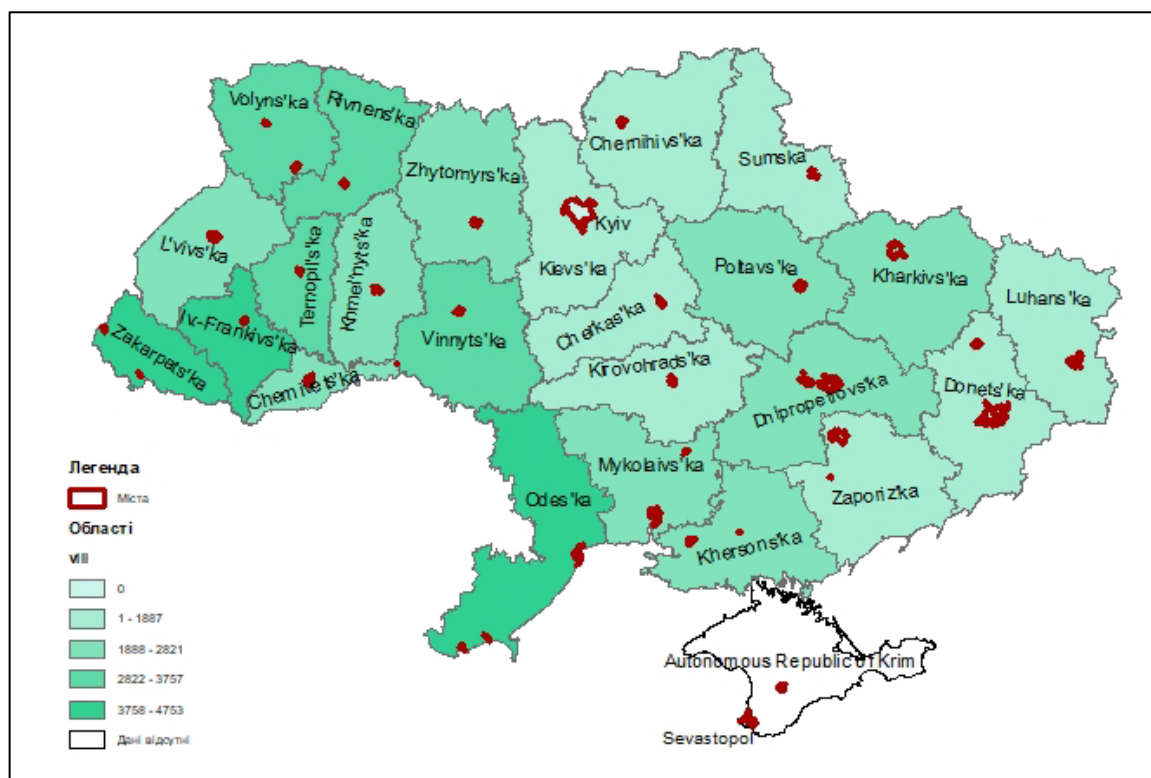 Volyns'ka
Rivnens'ka
Chernihivs'ka
Sumska
Zhytomyrs'ka
Kyiv
L'vivs'ka
Ternopil's'ka
Khmel'nyts'ka
Kievs'ka
Poltavs'ka
Kharkivs'ka
Luhans'ka
Cherkas'ka
Iv.-Frankivs'ka
Zakarpats'ka
Vinnyts'ka
Kirovohrads'ka
Chernivets'ka
Dnipropetrovs'ka
Donets'ka
Mykolaivs'ka
Odes'ka
Zaporiz'ka
Khersons'ka
Autonomous Republic of Krim
Sevastopol
Легенда
Міста
Області
vill
0
1 - 1887
1888 - 2821
2822 - 3757
3758 - 4753
Дані відсутні